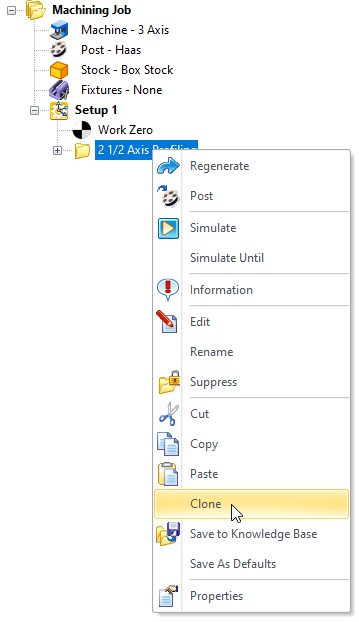 Machining Job
Machine - 3 Axis
Post - Haas
Stock - Box Stock
Fixtures - None
Setup 1
Work Zero
2 1/2 Axis Profiling
Regenerate
Post
Simulate
Simulate Until
Information
Edit
Rename
Suppress
Cut
Copy
Paste
Clone
Save to Knowledge Base
Save As Defaults
Properties